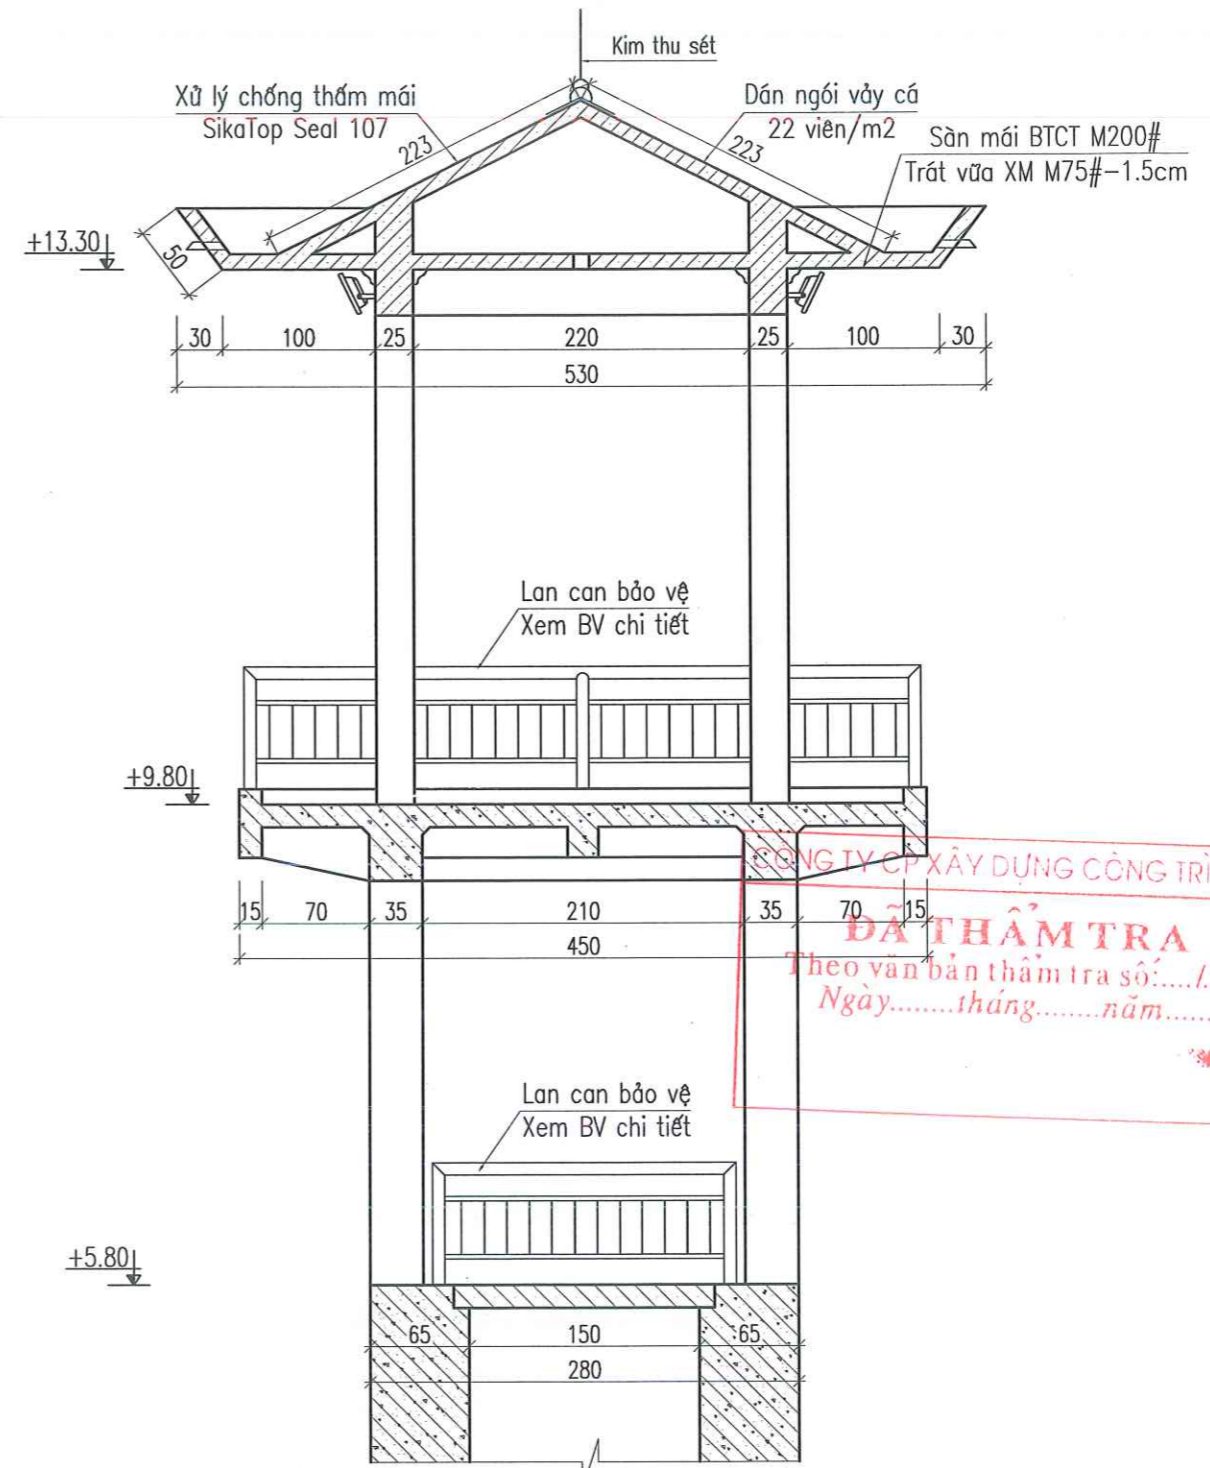 Kim thu sét
Xử lý chống thấm mái
SikaTop Seal 107
Dán ngói vảy cá
22 viên/m2
Sàn mái BTCT M200#
Trát vữa XM M75#-1.5cm
223
223
+13.30
50
30 100 25 220 25 100 30
530
Lan can bảo vệ
Xem BV chi tiết
+9.80
CÔNG TY CP XÂY DỰNG CÔNG TRÌ
15 70 35 210 35 70 15
450
ĐÃ THẨM TRA
Theo văn bản thẩm tra số:..../.
Ngày........tháng........năm......
Lan can bảo vệ
Xem BV chi tiết
+5.80
65 150 65
280